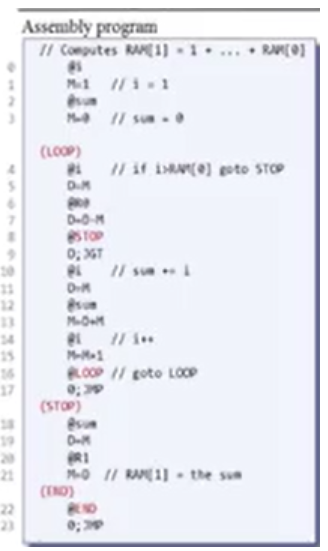 Assembly program
// Computes RAM[1] = 1 + ... + RAM[0]
0 @i
1 M=1 // i = 1
2 @sum
3 M=0 // sum = 0
(LOOP)
4 @i // if i>RAM[0] goto STOP
5 D=M
6 @R0
7 D=D-M
8 @STOP
9 D;JGT
10 @i // sum += i
11 D=M
12 @sum
13 M=D+M
14 @i // i++
15 M=M+1
16 @LOOP // goto LOOP
17 0;JMP
(STOP)
18 @sum
19 D=M
20 @R1
21 M=D // RAM[1] = the sum
(END)
22 @END
23 0;JMP